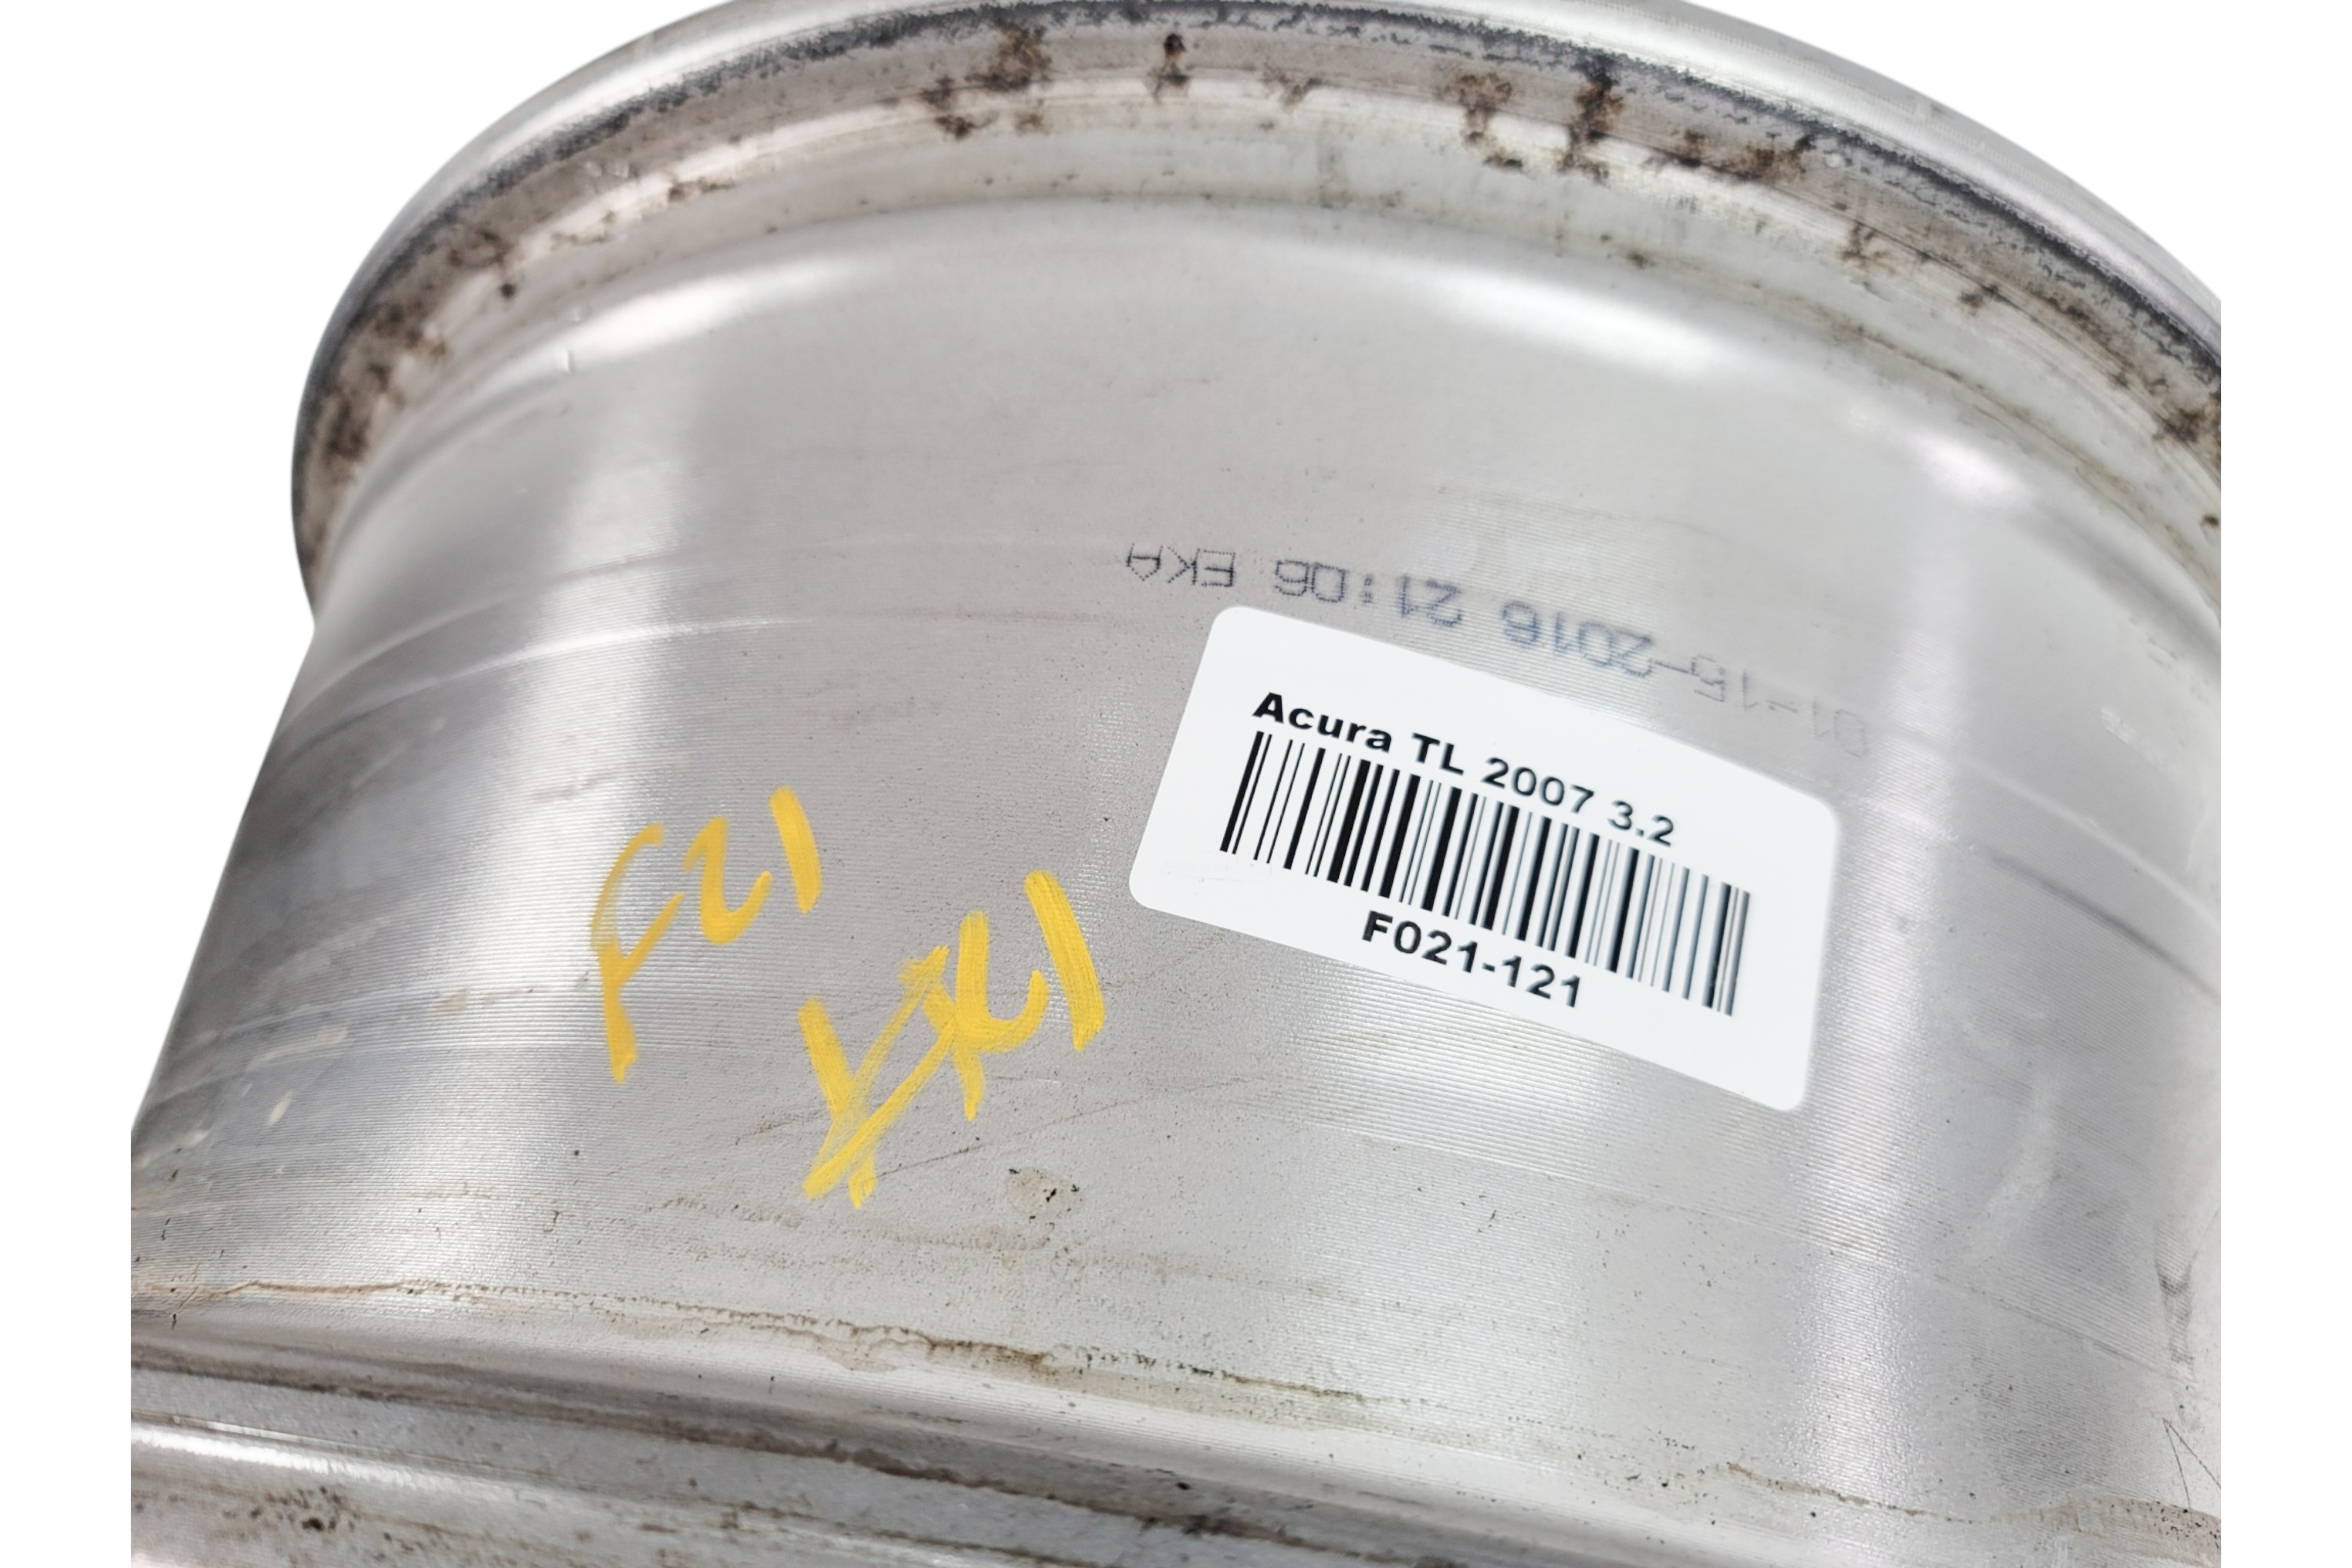 01-15-2016 21:06 EKA
Acura TL 2007 3.2
F021-121
F21